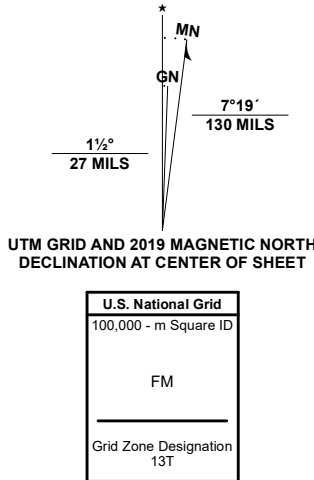 ★
MN
GN
7°19´
130 MILS
1½°
27 MILS
UTM GRID AND 2019 MAGNETIC NORTH
DECLINATION AT CENTER OF SHEET
U.S. National Grid
100,000 - m Square ID
FM
Grid Zone Designation
13T